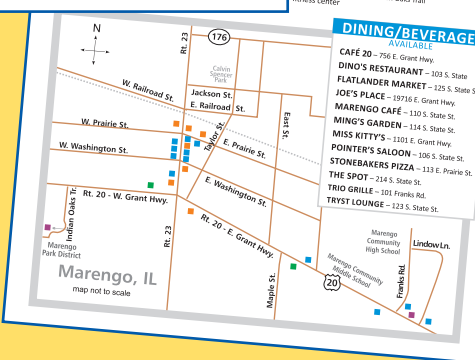 itness center
N
Rt. 23
176
Calvin
Spencer
Park
W. Railroad St.
Jackson St.
E. Railroad St.
W. Prairie St.
Taylor St.
East St.
E. Prairie St.
W. Washington St.
E. Washington St.
Rt. 20 - W. Grant Hwy.
Indian Oaks Tr.
Rt. 23
Rt. 20 - E. Grant Hwy.
Marengo
Park District
Marengo, IL
map not to scale
Maple St.
20
Marengo Community
Middle School
Marengo
Community
High School
Lindow Ln.
Franks Rd.
DINING/BEVERAGE
AVAILABLE
CAFÉ 20 – 756 E. Grant Hwy.
DINO'S RESTAURANT – 103 S. State
FLATLANDER MARKET – 125 S. State S
JOE'S PLACE – 19716 E. Grant Hwy.
MARENGO CAFÉ – 110 S. State St.
MING'S GARDEN – 114 S. State St.
MISS KITTY'S – 1101 E. Grant Hwy.
POINTER'S SALOON – 106 S. State St.
STONEBAKERS PIZZA – 113 E. Prairie St.
THE SPOT – 214 S. State St.
TRIO GRILLE – 101 Franks Rd.
TRYST LOUNGE – 123 S. State St.